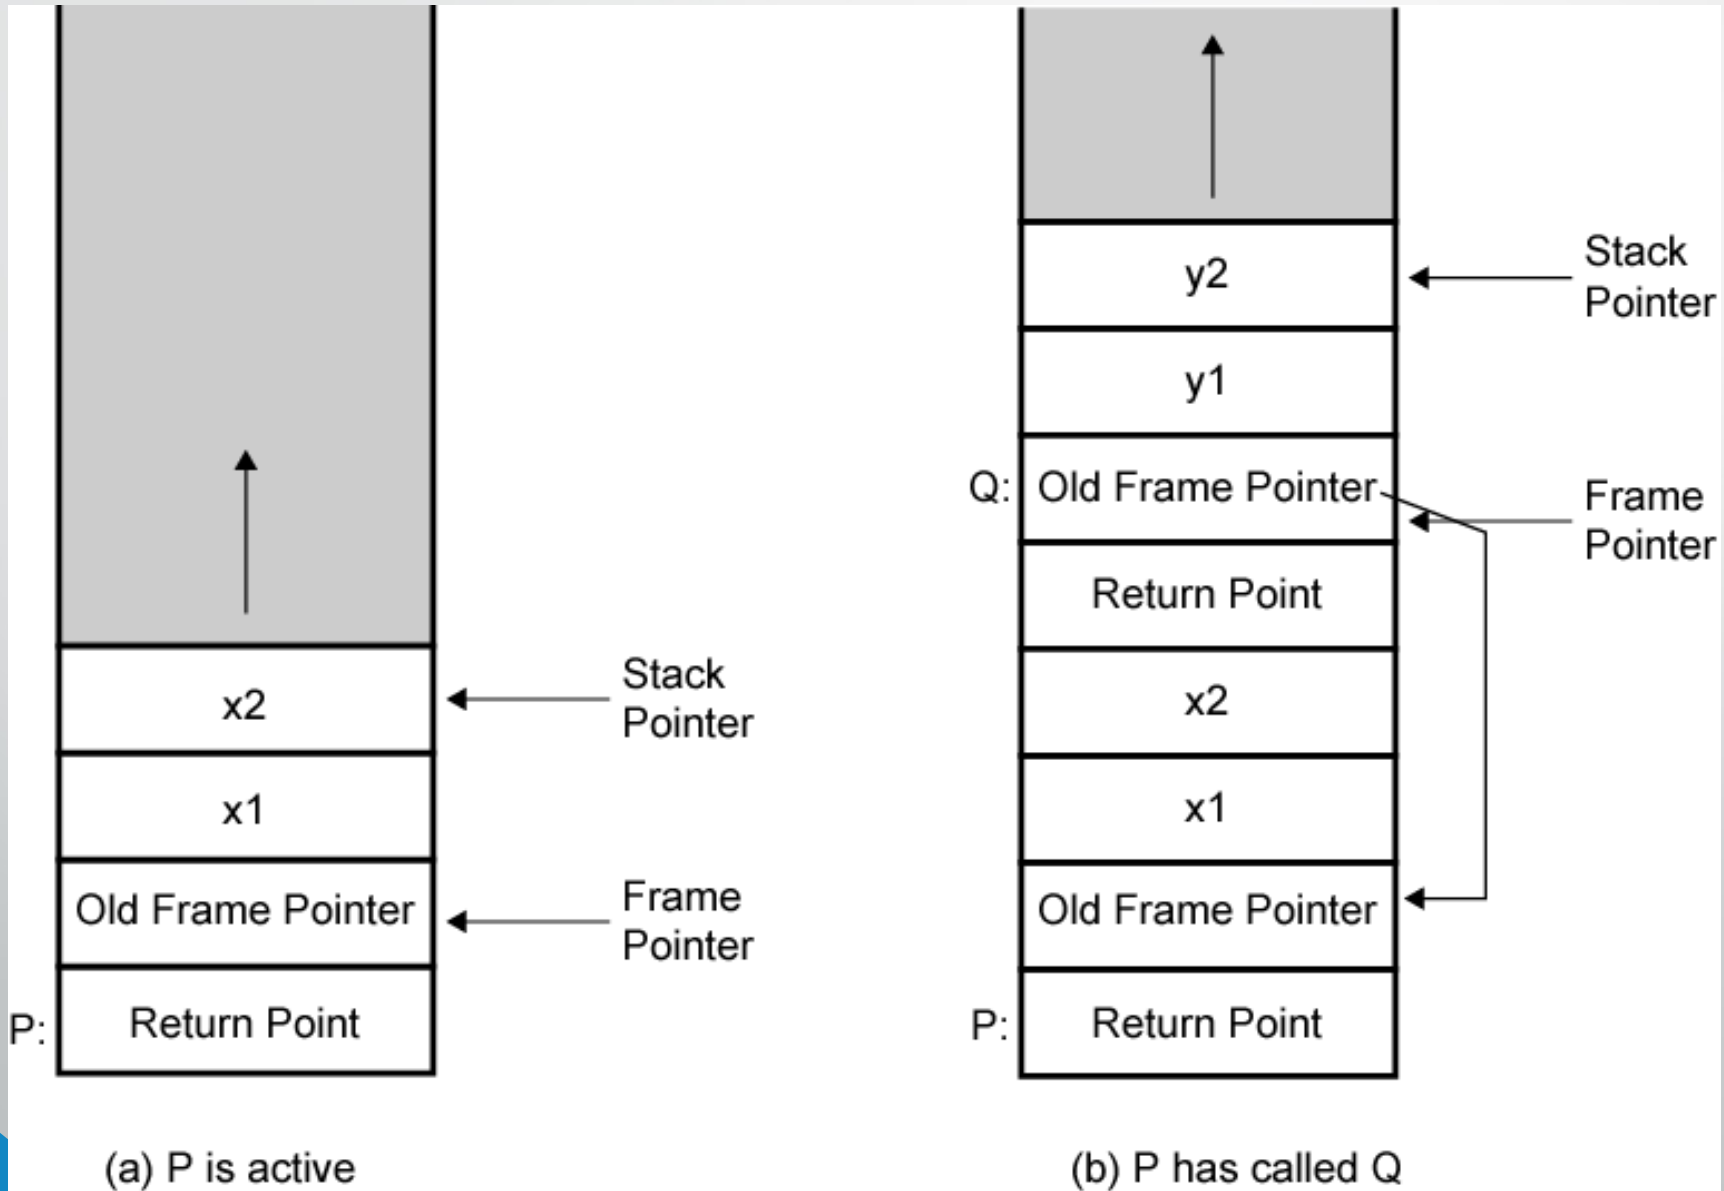 x2
x1
Old Frame Pointer
P:
Return Point
Stack
Pointer
Frame
Pointer
(a) P is active
y2
y1
Q:
Old Frame Pointer
Return Point
x2
x1
Old Frame Pointer
P:
Return Point
Stack
Pointer
Frame
Pointer
(b) P has called Q